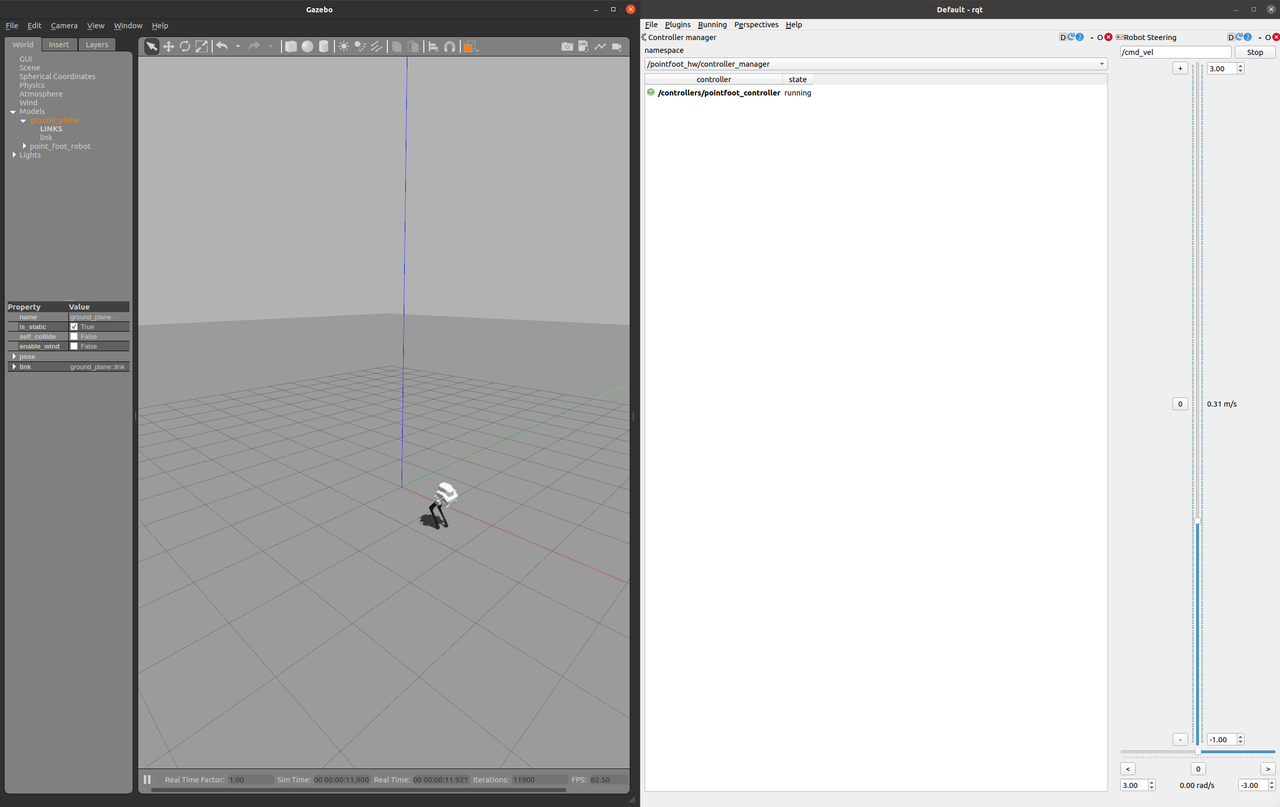 Gazebo
File Edit Camera View Window Help
World Insert Layers
GUI
Scene
Spherical Coordinates
Physics
Atmosphere
Wind
Models
ground_plane
LINKS
link
point_foot_robot
Lights
Property Value
name ground_plane
is_static True
self_collide False
enable_wind False
pose
link ground_plane::link
Real Time Factor: 1.00 Sim Time: 00 00:00:11.900 Real Time: 00 00:00:11.921 Iterations: 11900 FPS: 62.50
Default - rqt
File Plugins Running Perspectives Help
Controller manager
D - O
namespace
/pointfoot_hw/controller_manager
controller state
/controllers/pointfoot_controller running
Robot Steering
D - O
/cmd_vel Stop
+ 3.00
0 0.31 m/s
- -1.00
< 0 >
3.00 0.00 rad/s -3.00